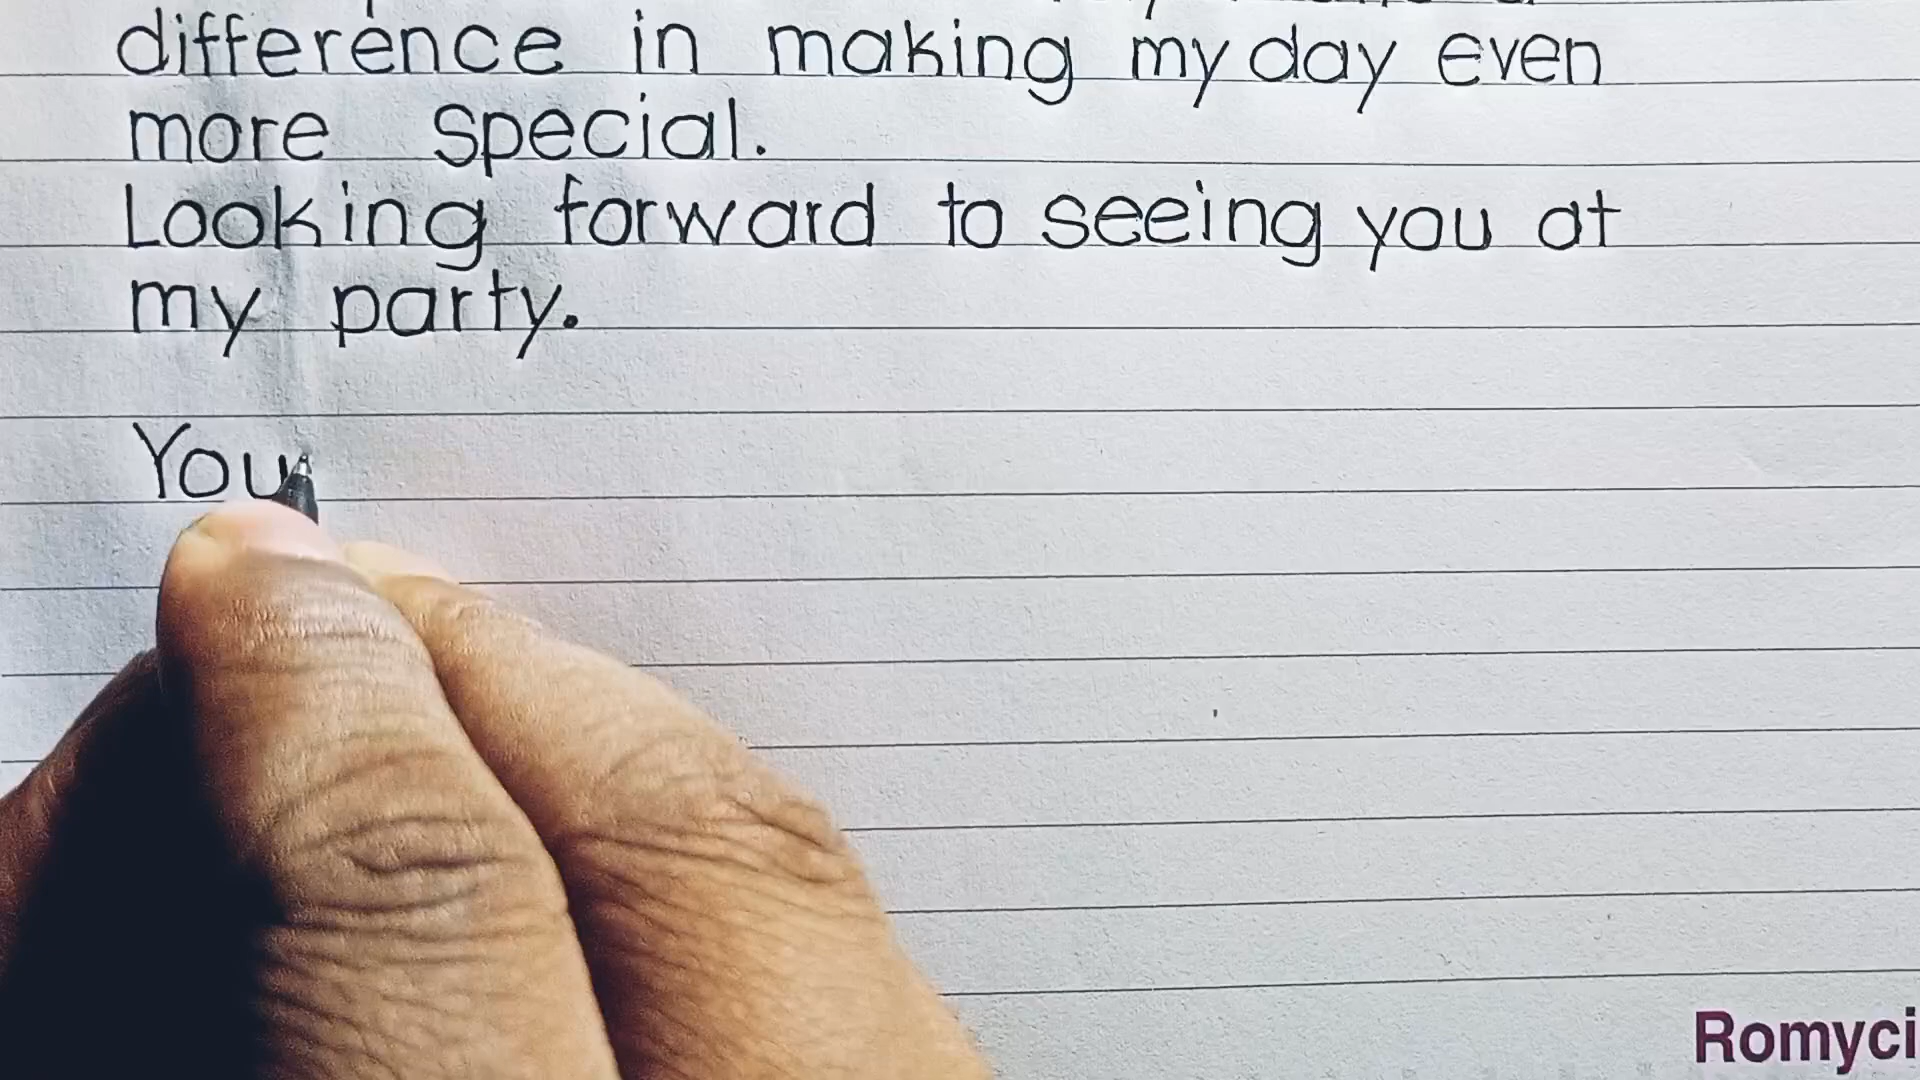 difference in making my day even
more special.
Looking forward to seeing you at
my party.
You
Romyci